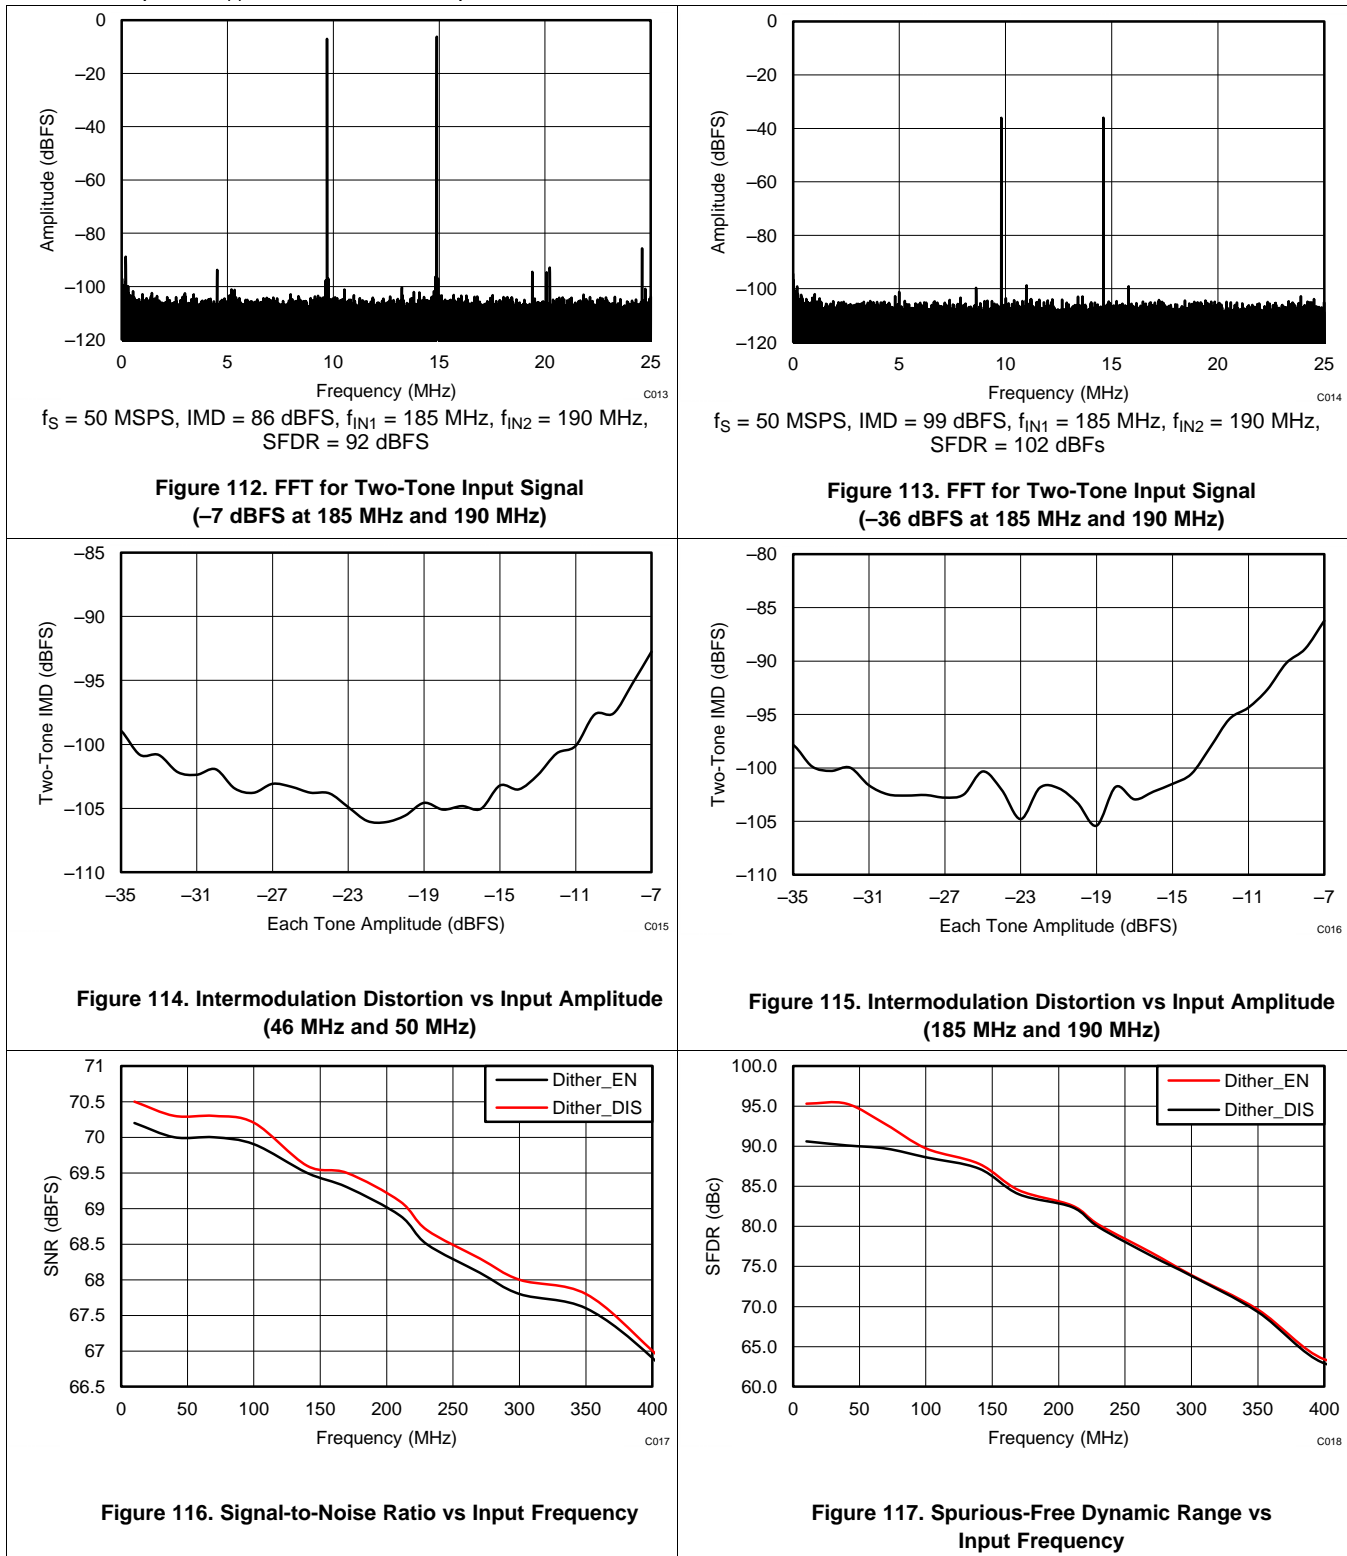 0
–20
–40
–60
–80
–100
–120
Amplitude (dBFS)
0 5 10 15 20 25
Frequency (MHz)
C013
fS = 50 MSPS, IMD = 86 dBFS, fIN1 = 185 MHz, fIN2 = 190 MHz,
SFDR = 92 dBFS
Figure 112. FFT for Two-Tone Input Signal
(–7 dBFS at 185 MHz and 190 MHz)
0
–20
–40
–60
–80
–100
–120
Amplitude (dBFS)
0 5 10 15 20 25
Frequency (MHz)
C014
fS = 50 MSPS, IMD = 99 dBFS, fIN1 = 185 MHz, fIN2 = 190 MHz,
SFDR = 102 dBFs
Figure 113. FFT for Two-Tone Input Signal
(–36 dBFS at 185 MHz and 190 MHz)
–85
–90
–95
–100
–105
–110
Two-Tone IMD (dBFS)
–35 –31 –27 –23 –19 –15 –11 –7
Each Tone Amplitude (dBFS)
C015
Figure 114. Intermodulation Distortion vs Input Amplitude
(46 MHz and 50 MHz)
–80
–85
–90
–95
–100
–105
–110
Two-Tone IMD (dBFS)
–35 –31 –27 –23 –19 –15 –11 –7
Each Tone Amplitude (dBFS)
C016
Figure 115. Intermodulation Distortion vs Input Amplitude
(185 MHz and 190 MHz)
71
70.5
70
69.5
69
68.5
68
67.5
67
66.5
SNR (dBFS)
Dither_EN
Dither_DIS
0 50 100 150 200 250 300 350 400
Frequency (MHz)
C017
Figure 116. Signal-to-Noise Ratio vs Input Frequency
100.0
95.0
90.0
85.0
80.0
75.0
70.0
65.0
60.0
SFDR (dBc)
Dither_EN
Dither_DIS
0 50 100 150 200 250 300 350 400
Frequency (MHz)
C018
Figure 117. Spurious-Free Dynamic Range vs
Input Frequency